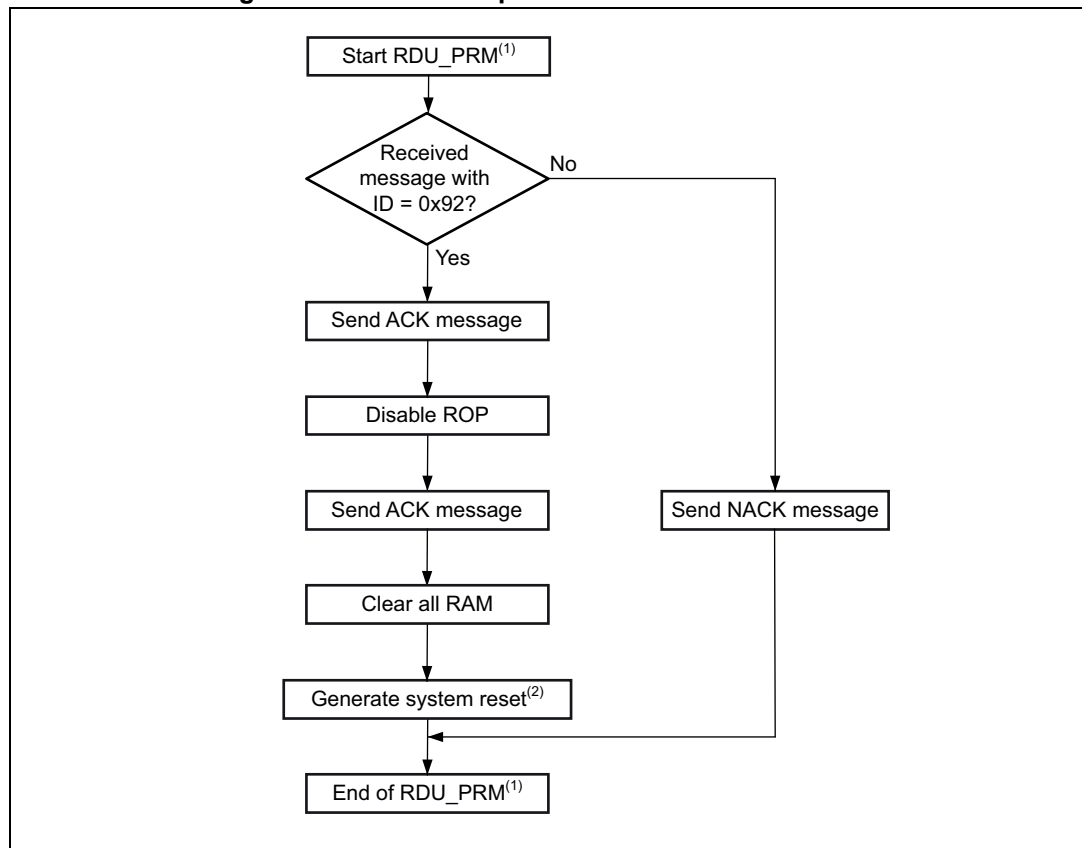 Start RDU_PRM(1)
Received
message with
ID = 0x92?
No
Yes
Send ACK message
Disable ROP
Send ACK message
Send NACK message
Clear all RAM
Generate system reset(2)
End of RDU_PRM(1)